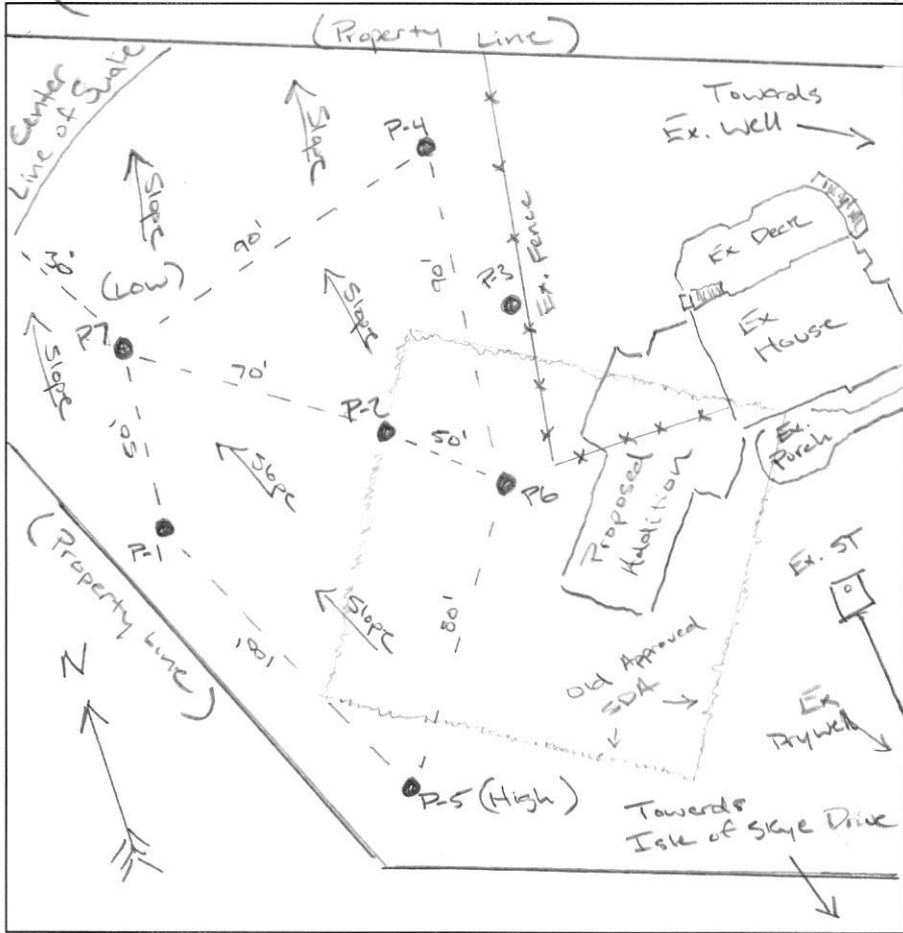 (Property Line)
Center
Line of Swale
Towards
Ex. Well
Slope
P-4
Slope
90'
Ex. Fence
Ex Deck
30'
(Low)
Slope
90'
P-3
Ex
House
P7
Slope
70'
P-2
50'
Slope
50'
P6
Proposed
Addition
Ex.
Porch
P-1
(Property Line)
100'
Slope
80'
Ex. ST
Old Approved
SDA
N
Ex
Drywell
P-5 (High)
Towards
Isle of Skye Drive